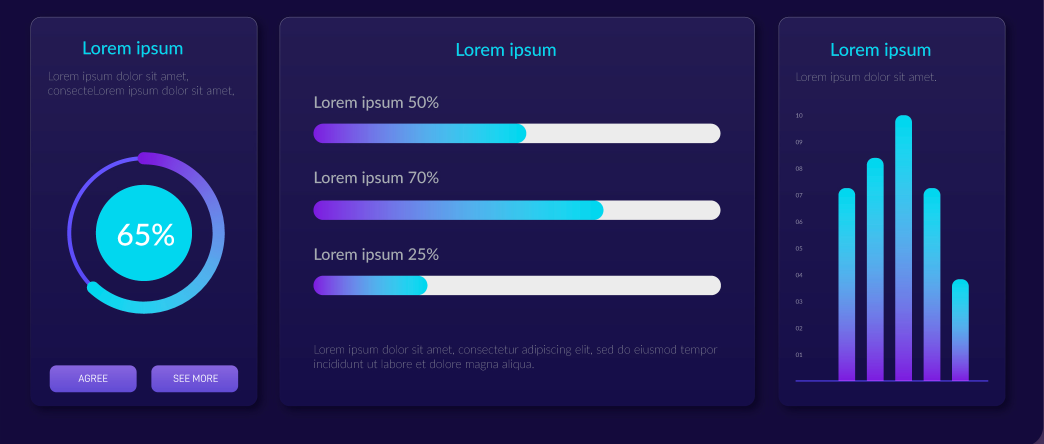 Lorem ipsum
Lorem ipsum dolor sit amet,
consecteLorem ipsum dolor sit amet,
65%
AGREE
SEE MORE
Lorem ipsum
Lorem ipsum 50%
Lorem ipsum 70%
Lorem ipsum 25%
Lorem ipsum dolor sit amet, consectetur adipiscing elit, sed do eiusmod tempor
incididunt ut labore et dolore magna aliqua.
Lorem ipsum
Lorem ipsum dolor sit amet.
10
09
08
07
06
05
04
03
02
01